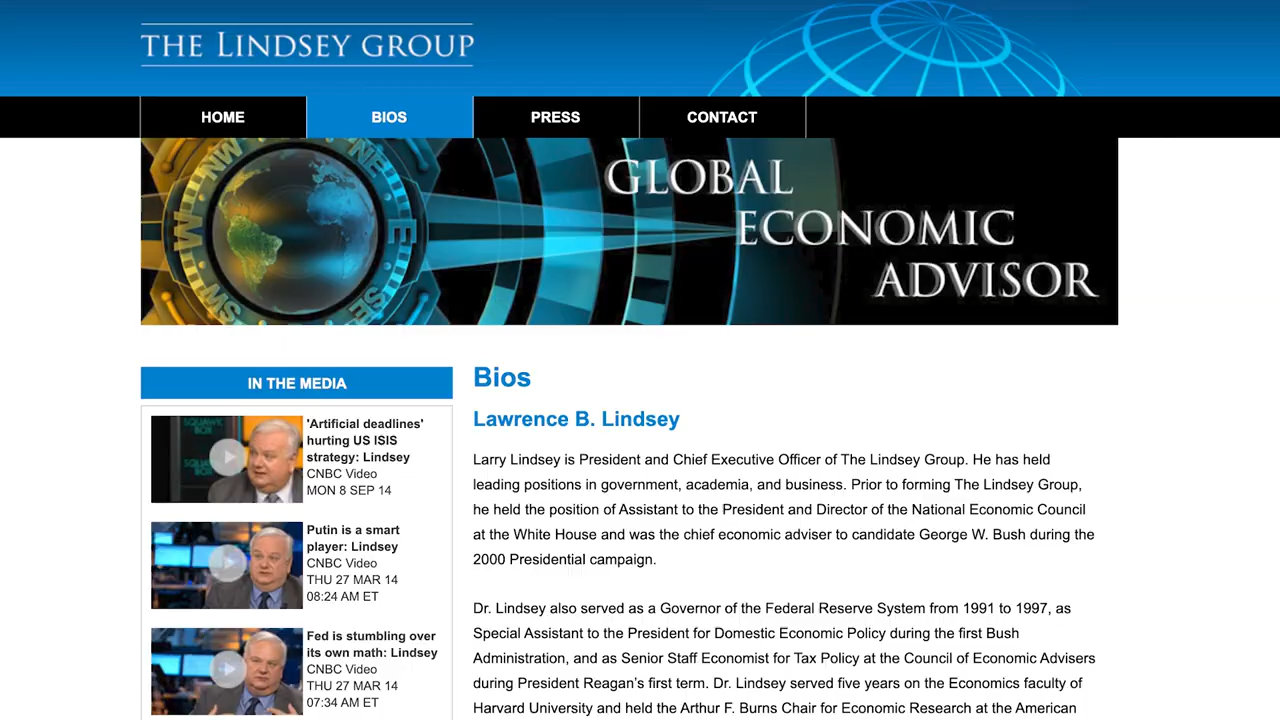 THE LINDSEY GROUP
HOME
BIOS
PRESS
CONTACT
NW
NE
E
SE
SW
GLOBAL
ECONOMIC
ADVISOR
IN THE MEDIA
SQUAWK
BOX
'Artificial deadlines'
hurting US ISIS
strategy: Lindsey
CNBC Video
MON 8 SEP 14
Putin is a smart
player: Lindsey
CNBC Video
THU 27 MAR 14
08:24 AM ET
Fed is stumbling over
its own math: Lindsey
CNBC Video
THU 27 MAR 14
07:34 AM ET
Bios
Lawrence B. Lindsey
Larry Lindsey is President and Chief Executive Officer of The Lindsey Group. He has held
leading positions in government, academia, and business. Prior to forming The Lindsey Group,
he held the position of Assistant to the President and Director of the National Economic Council
at the White House and was the chief economic adviser to candidate George W. Bush during the
2000 Presidential campaign.
Dr. Lindsey also served as a Governor of the Federal Reserve System from 1991 to 1997, as
Special Assistant to the President for Domestic Economic Policy during the first Bush
Administration, and as Senior Staff Economist for Tax Policy at the Council of Economic Advisers
during President Reagan's first term. Dr. Lindsey served five years on the Economics faculty of
Harvard University and held the Arthur F. Burns Chair for Economic Research at the American